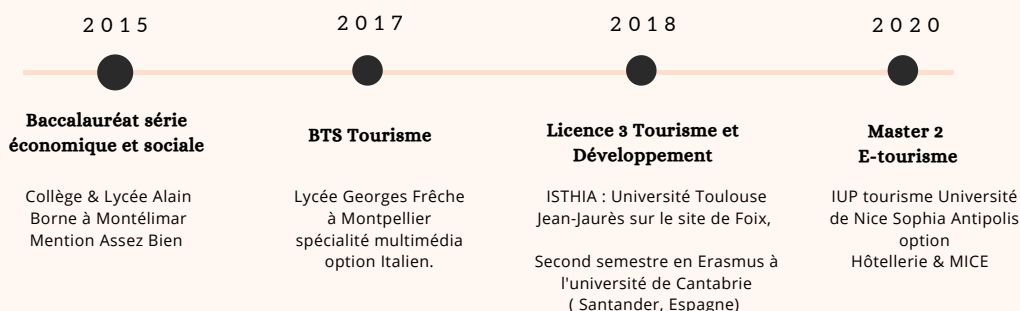 2015
Baccalauréat série
économique et sociale
Collège & Lycée Alain
Borne à Montélimar
Mention Assez Bien
2017
BTS Tourisme
Lycée Georges Frêche
à Montpellier
spécialité multimédia
option Italien.
2018
Licence 3 Tourisme et
Développement
ISTHIA : Université Toulouse
Jean-Jaurès sur le site de Foix,
Second semestre en Erasmus à
l'université de Cantabrie
( Santander, Espagne)
2020
Master 2
E-tourisme
IUP tourisme Université
de Nice Sophia Antipolis
option
Hôtellerie & MICE